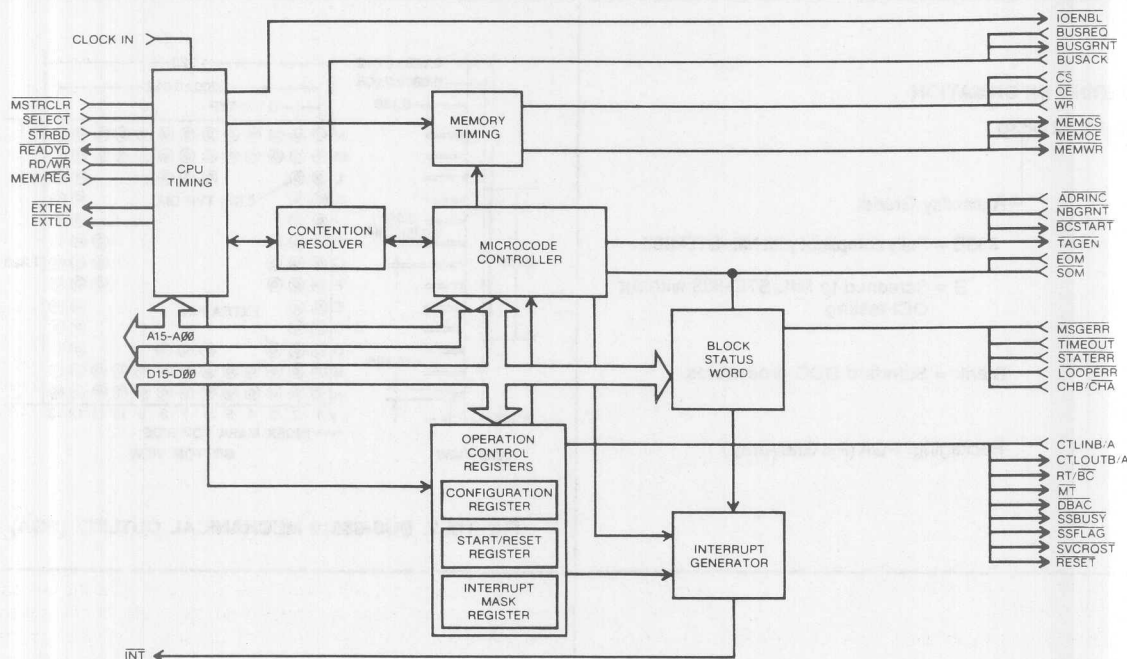 CLOCK IN
MSTRCLR
SELECT
STRBD
READYD
RD/WR
MEM/REG
EXTEN
EXTLD
CPU
TIMING
MEMORY
TIMING
CONTENTION
RESOLVER
MICROCODE
CONTROLLER
A15-A00
D15-D00
BLOCK
STATUS
WORD
OPERATION
CONTROL
REGISTERS
CONFIGURATION
REGISTER
START/RESET
REGISTER
INTERRUPT
MASK
REGISTER
INTERRUPT
GENERATOR
INT
IOENBL
BUSREQ
BUSGRNT
BUSACK
CS
OE
WR
MEMCS
MEMOE
MEMWR
ADRINC
NBGRNT
BCSTART
TAGEN
EOM
SOM
MSGERR
TIMEOUT
STATERR
LOOPERR
CHB/CHA
CTLINB/A
CTLOUTB/A
RT/BC
MT
DBAC
SSBUSY
SSFLAG
SVCRQST
RESET